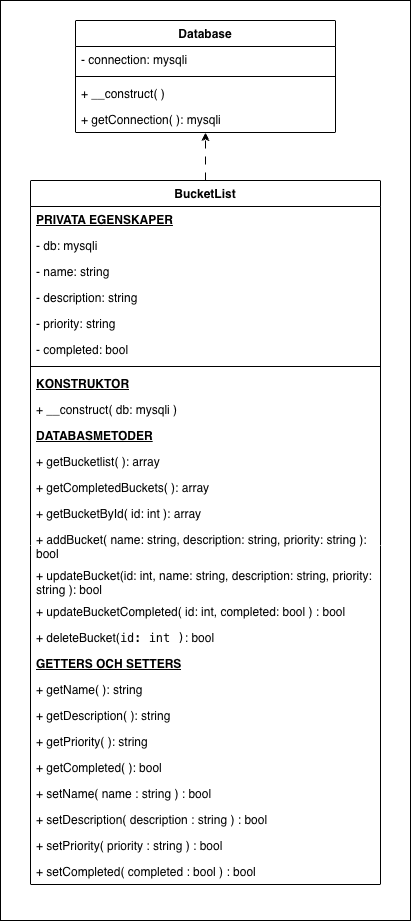 Database
- connection: mysqli
+ __construct( )
+ getConnection( ): mysqli
BucketList
PRIVATA EGENSKAPER
- db: mysqli
- name: string
- description: string
- priority: string
- completed: bool
KONSTRUKTOR
+ __construct( db: mysqli )
DATABASMETODER
+ getBucketlist( ): array
+ getCompletedBuckets( ): array
+ getBucketById( id: int ): array
+ addBucket( name: string, description: string, priority: string ):
bool
+ updateBucket(id: int, name: string, description: string, priority:
string ): bool
+ updateBucketCompleted( id: int, completed: bool ) : bool
+ deleteBucket(id: int ): bool
GETTERS OCH SETTERS
+ getName( ): string
+ getDescription( ): string
+ getPriority( ): string
+ getCompleted( ): bool
+ setName( name : string ) : bool
+ setDescription( description : string ) : bool
+ setPriority( priority : string ) : bool
+ setCompleted( completed : bool ) : bool